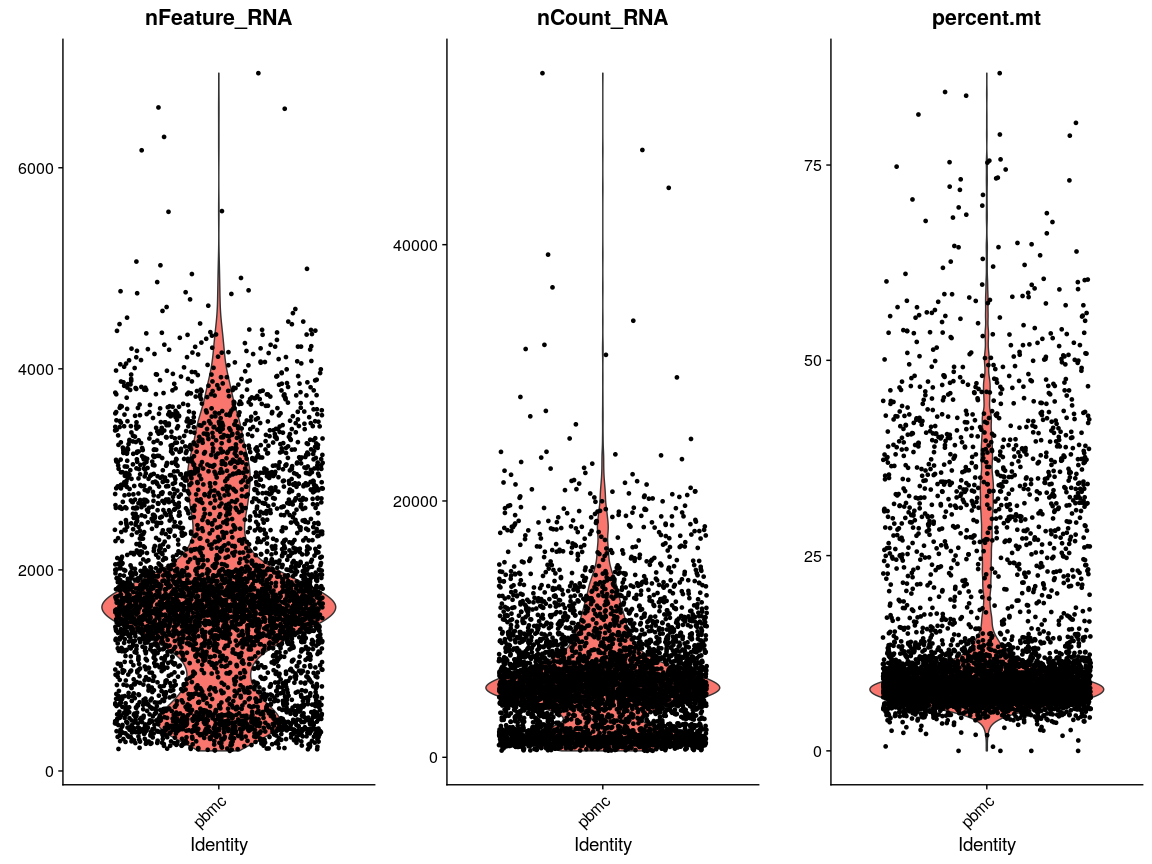 nFeature_RNA
6000
4000
2000
0
pbmc
Identity
nCount_RNA
40000
20000
0
pbmc
Identity
percent.mt
75
50
25
0
pbmc
Identity